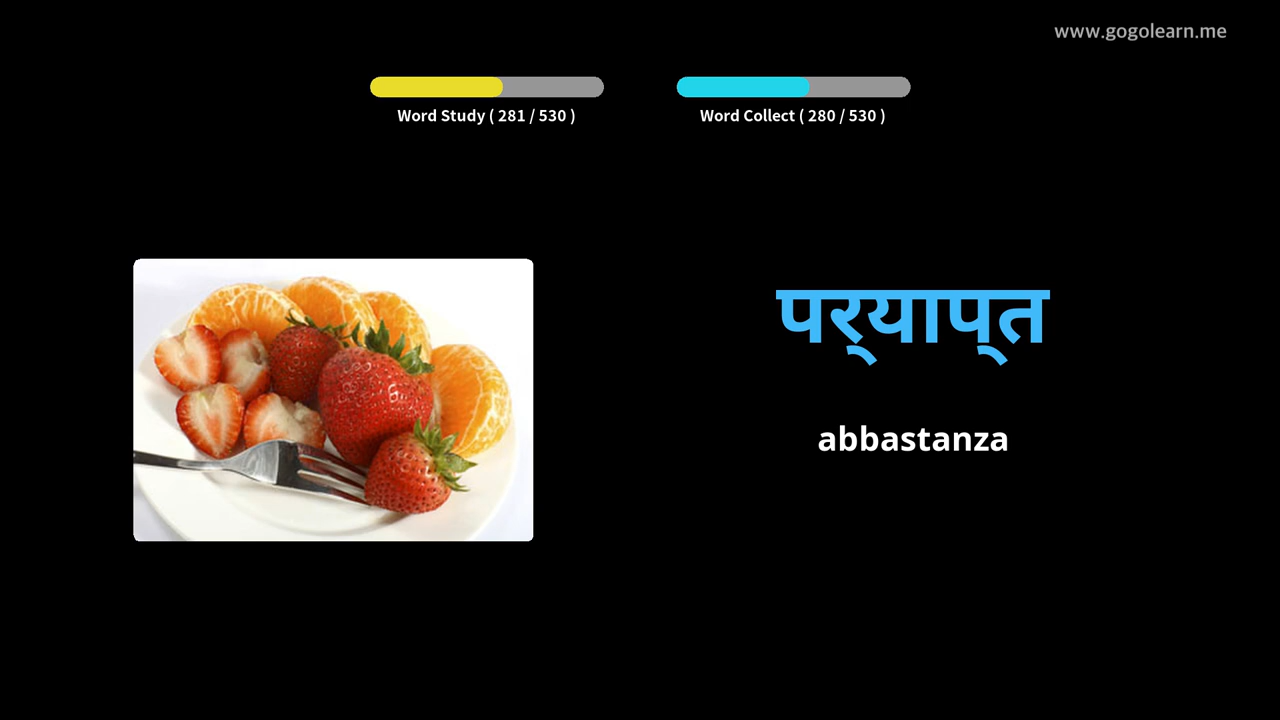 www.gogolearn.me
Word Study ( 281 / 530 )
Word Collect ( 280 / 530 )
पर्याप्त
abbastanza